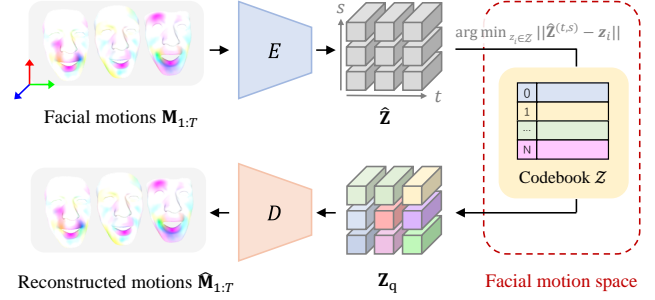 s
t
E
arg min_{z_i∈Z} ||Ẑ^{(t,s)} − z_i||
Facial motions M_{1:T}
Ẑ
0
1
...
N
Codebook Z
D
Reconstructed motions M̂_{1:T}
Z_q
Facial motion space